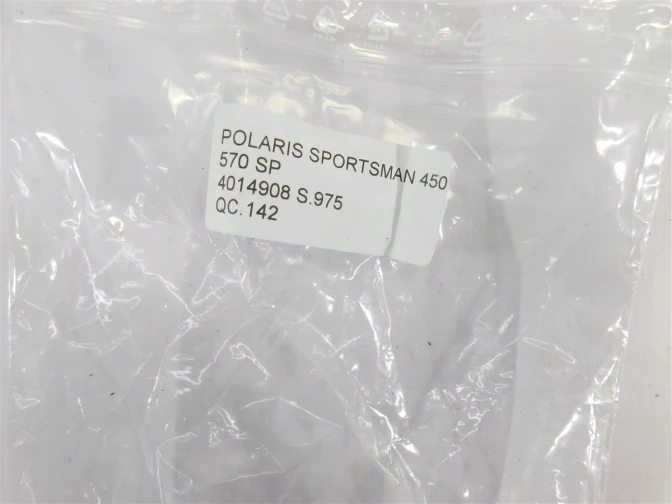 POLARIS SPORTSMAN 450
570 SP
4014908 S.975
QC.142